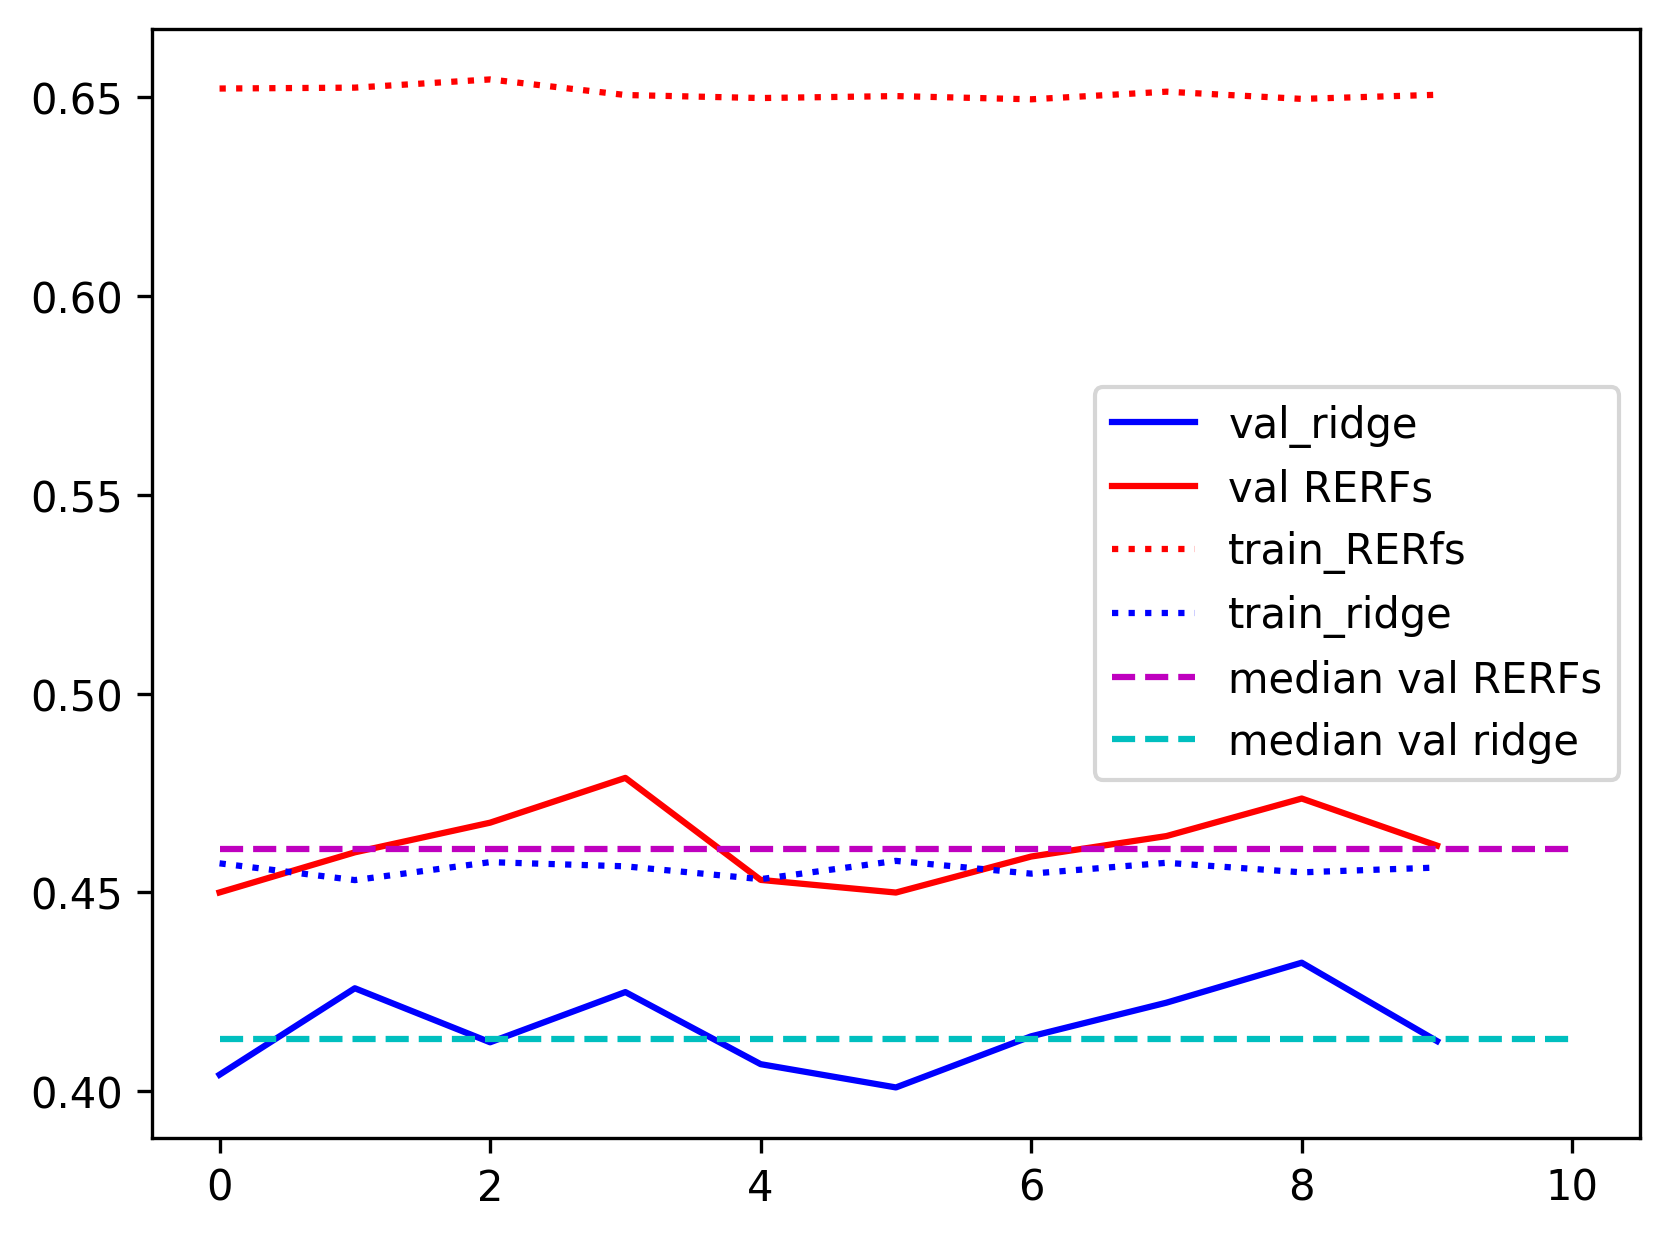 0.65
0.60
0.55
0.50
0.45
0.40
0
2
4
6
8
10
val_ridge
val RERFs
train_RERfs
train_ridge
median val RERFs
median val ridge